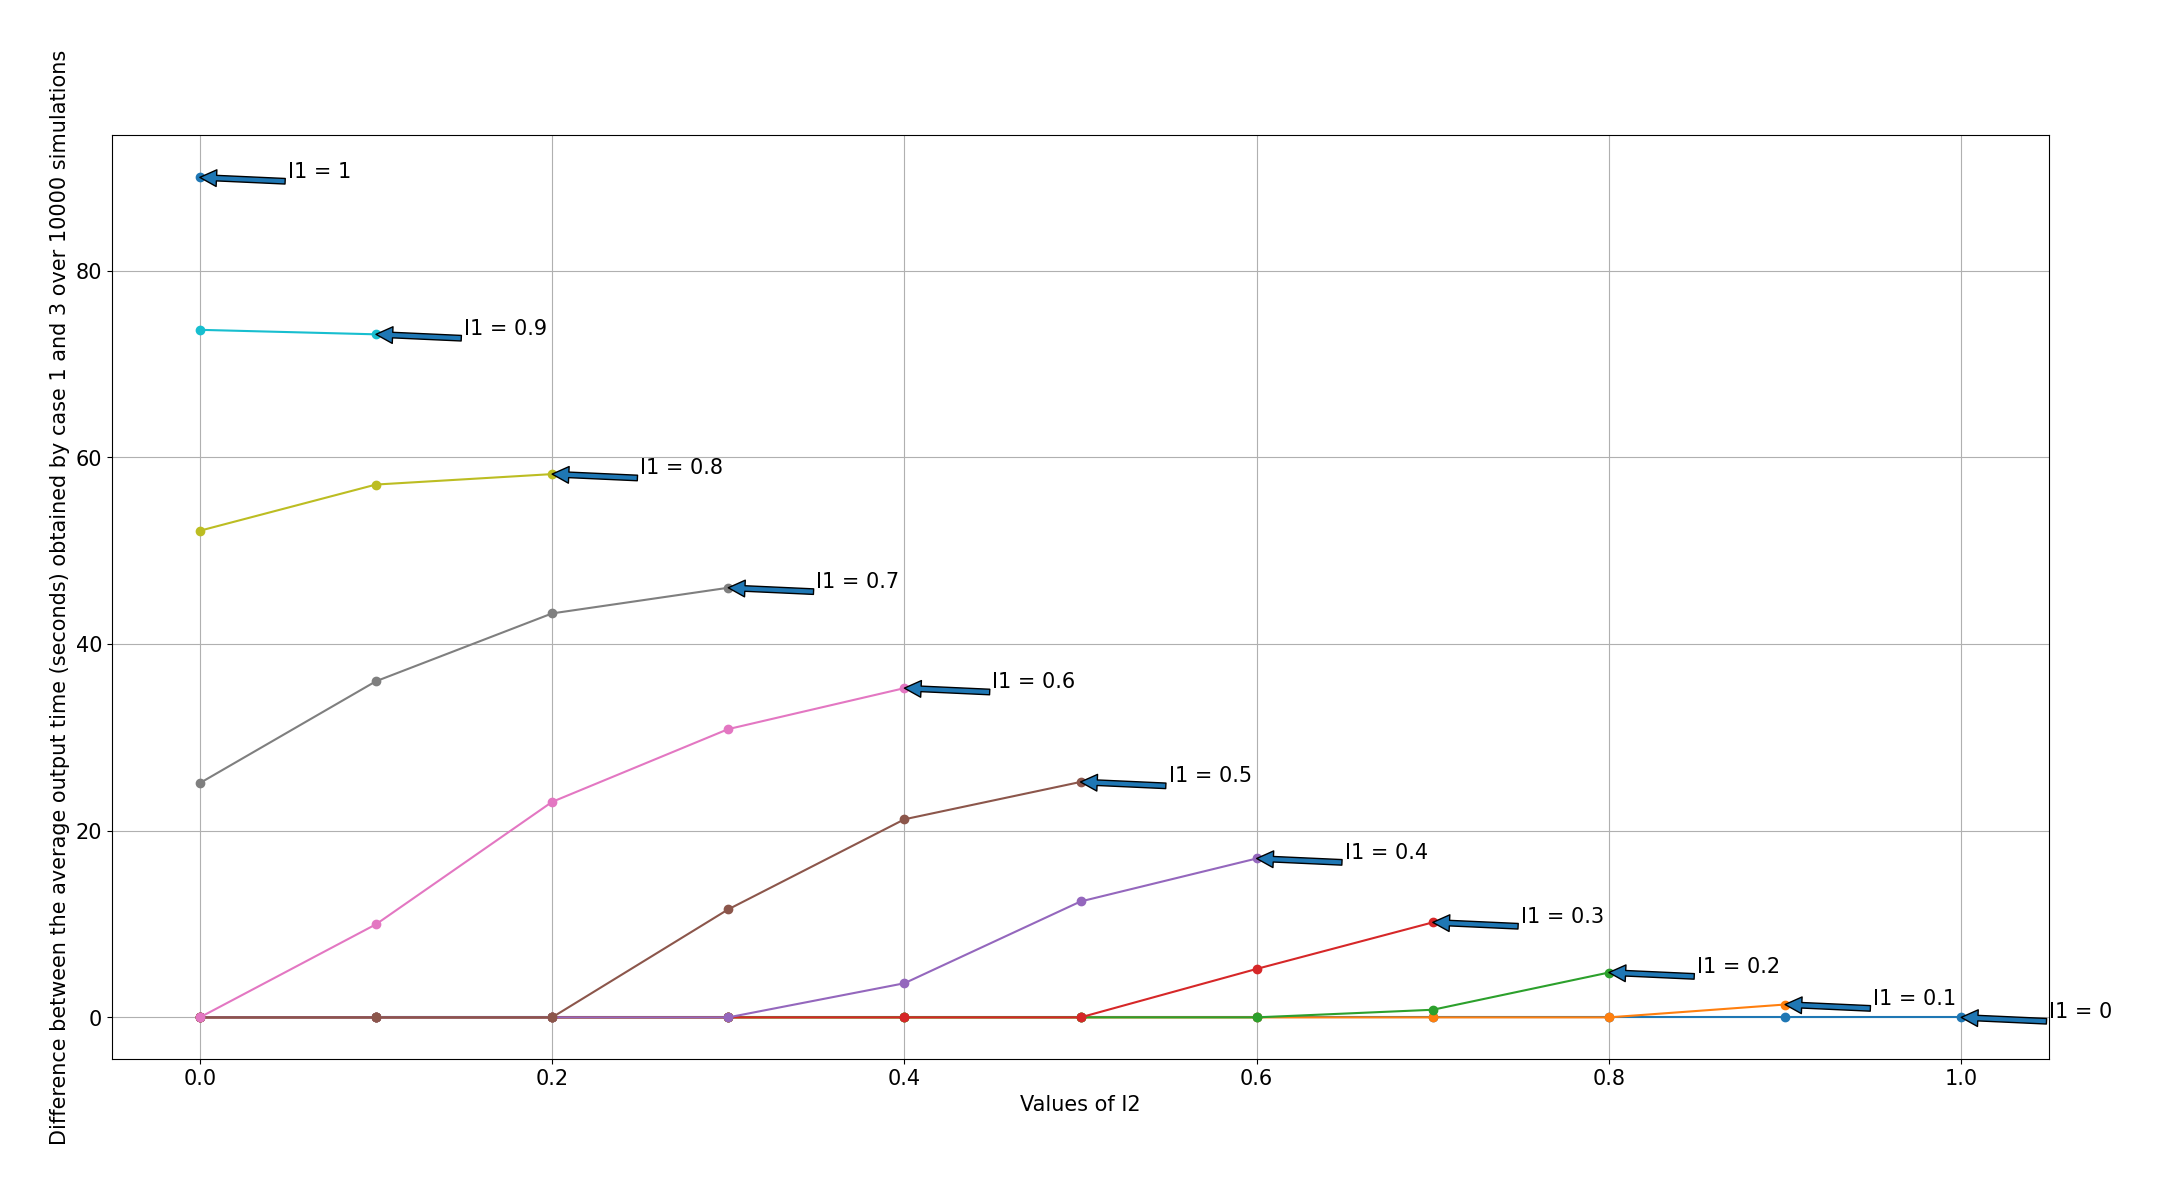 Difference between the average output time (seconds) obtained by case 1 and 3 over 10000 simulations
80
60
40
20
0
I1 = 1
I1 = 0.9
I1 = 0.8
I1 = 0.7
I1 = 0.6
I1 = 0.5
I1 = 0.4
I1 = 0.3
I1 = 0.2
I1 = 0.1
I1 = 0
0.0 0.2 0.4 0.6 0.8 1.0
Values of I2